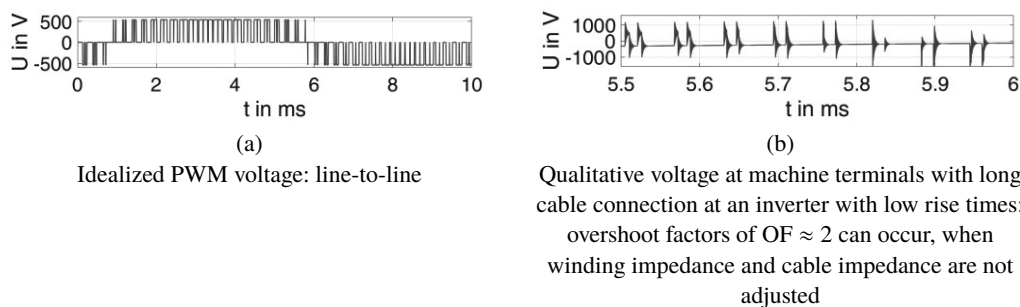 U in V
500
0
-500
0
2
4
6
8
10
t in ms
(a)
Idealized PWM voltage: line-to-line
U in V
1000
0
-1000
5.5
5.6
5.7
5.8
5.9
6
t in ms
(b)
Qualitative voltage at machine terminals with long
cable connection at an inverter with low rise times:
overshoot factors of OF ≈ 2 can occur, when
winding impedance and cable impedance are not
adjusted